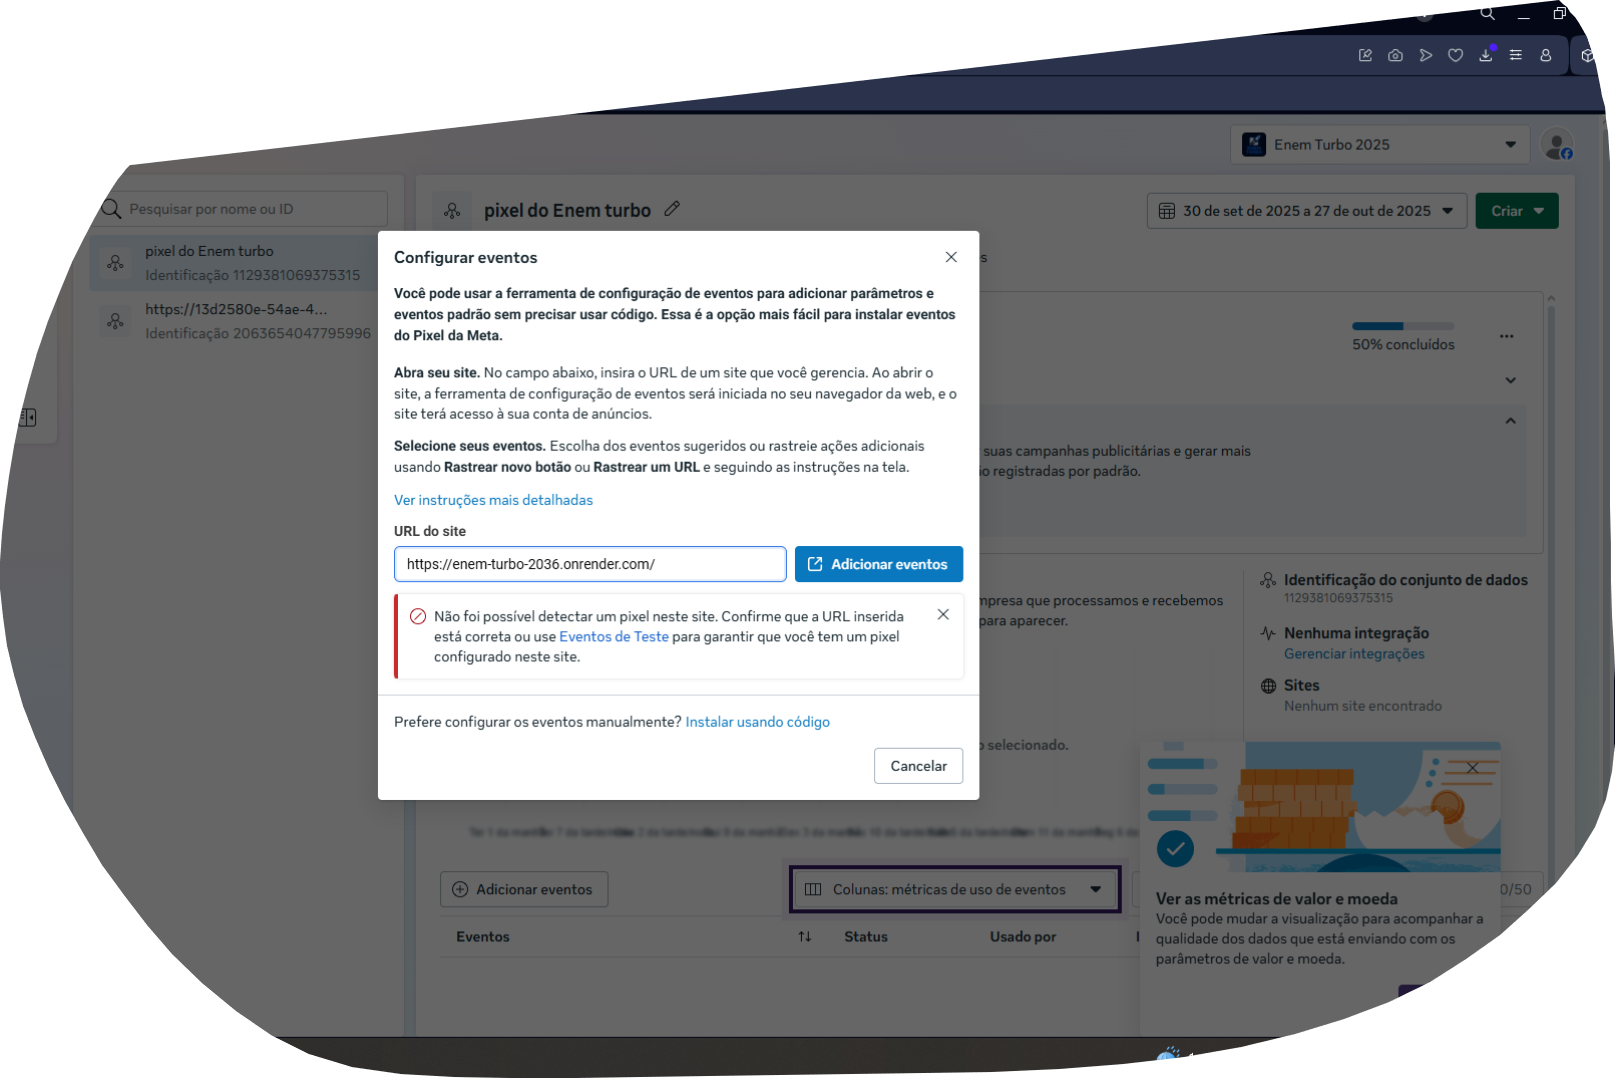 Enem Turbo 2025
Pesquisar por nome ou ID
pixel do Enem turbo
30 de set de 2025 a 27 de out de 2025
Criar
pixel do Enem turbo
Identificação 1129381069375315
https://13d2580e-54ae-4...
Identificação 2063654047795996
Configurar eventos
s
Você pode usar a ferramenta de configuração de eventos para adicionar parâmetros e
eventos padrão sem precisar usar código. Essa é a opção mais fácil para instalar eventos
do Pixel da Meta.
50% concluídos
Abra seu site. No campo abaixo, insira o URL de um site que você gerencia. Ao abrir o
site, a ferramenta de configuração de eventos será iniciada no seu navegador da web, e o
site terá acesso à sua conta de anúncios.
Selecione seus eventos. Escolha dos eventos sugeridos ou rastreie ações adicionais
usando Rastrear novo botão ou Rastrear um URL e seguindo as instruções na tela.
suas campanhas publicitárias e gerar mais
o registradas por padrão.
Ver instruções mais detalhadas
URL do site
https://enem-turbo-2036.onrender.com/
Adicionar eventos
Não foi possível detectar um pixel neste site. Confirme que a URL inserida
está correta ou use Eventos de Teste para garantir que você tem um pixel
configurado neste site.
mpresa que processamos e recebemos
para aparecer.
Identificação do conjunto de dados
1129381069375315
Nenhuma integração
Gerenciar integrações
Sites
Nenhum site encontrado
Prefere configurar os eventos manualmente? Instalar usando código
o selecionado.
Cancelar
Adicionar eventos
Colunas: métricas de uso de eventos
0/50
Eventos
Status
Usado por
Ver as métricas de valor e moeda
Você pode mudar a visualização para acompanhar a
qualidade dos dados que está enviando com os
parâmetros de valor e moeda.